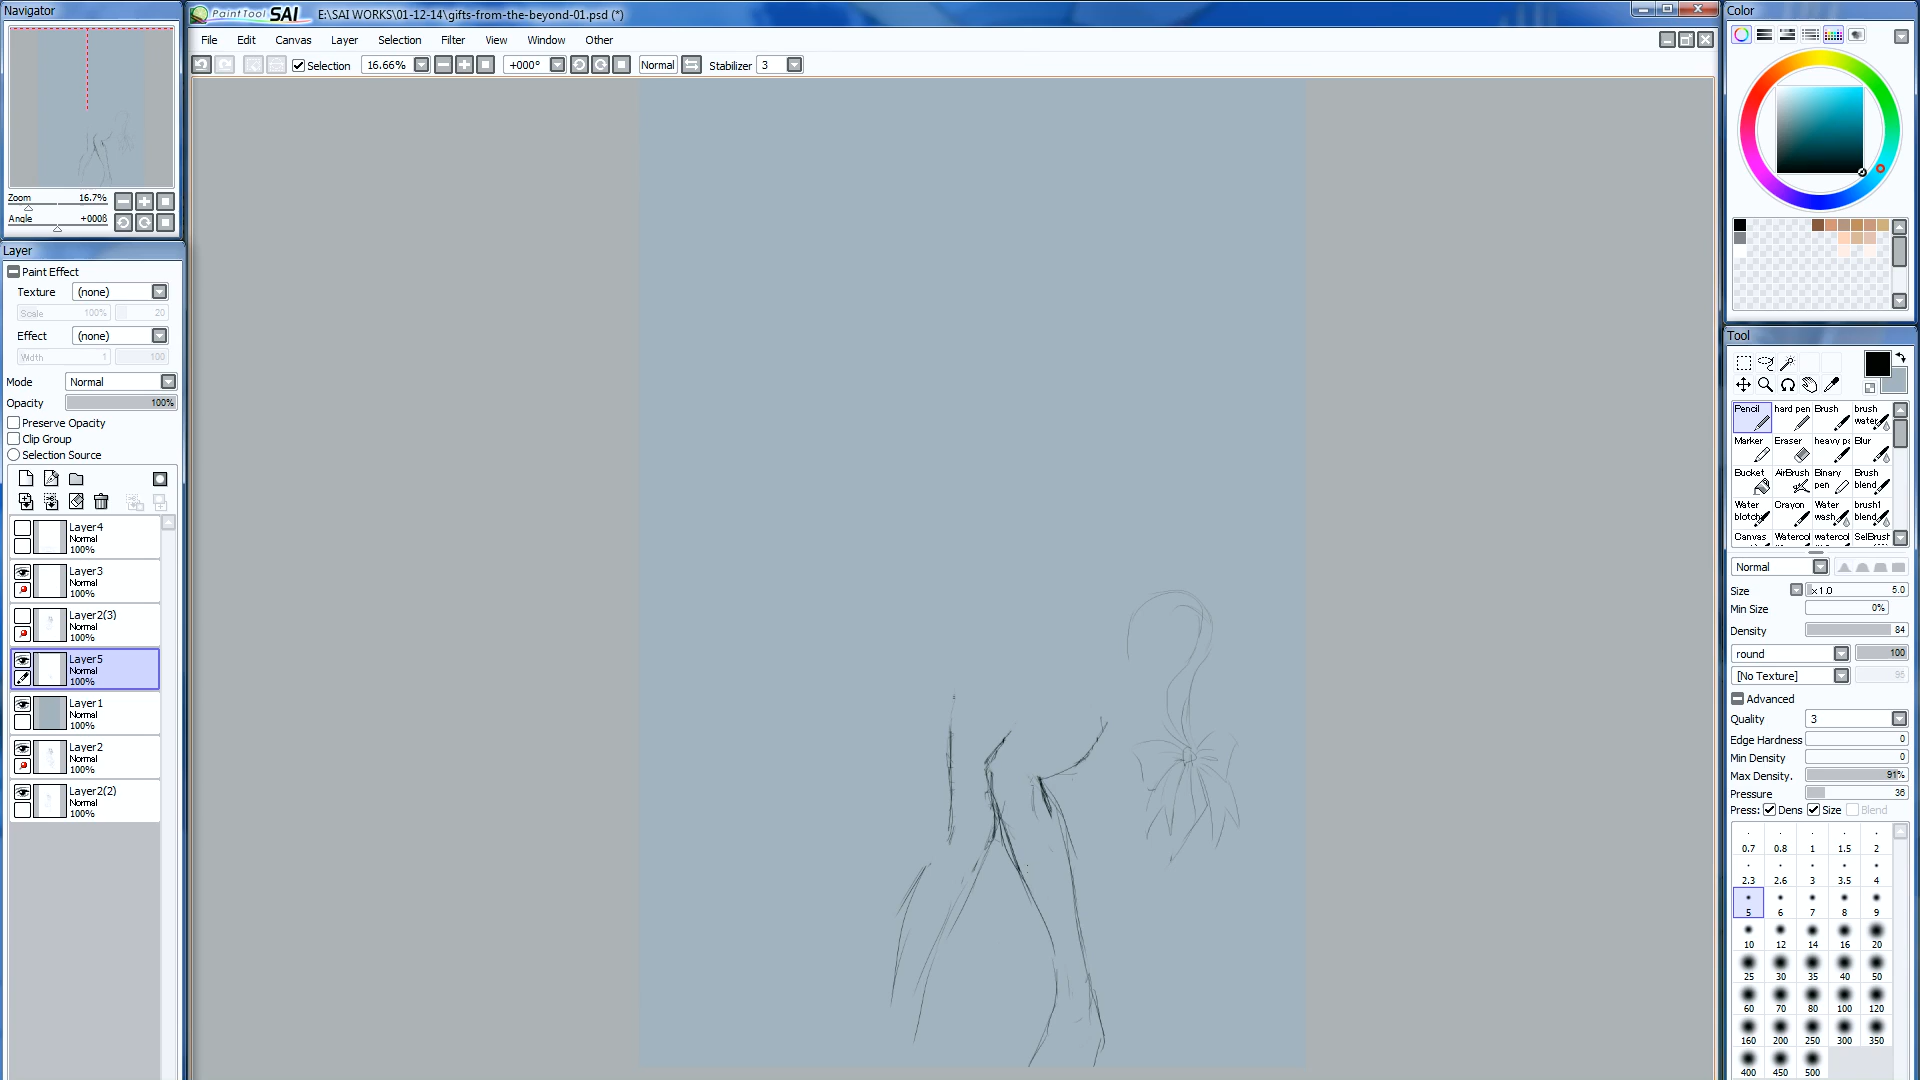 Navigator
Zoom 16.7%
Angle +0008
Layer
Paint Effect
Texture (none)
Scale 100% 20
Effect (none)
Width 1 100
Mode Normal
Opacity 100%
Preserve Opacity
Clip Group
Selection Source
Layer4
Normal
100%
Layer3
Normal
100%
Layer2(3)
Normal
100%
Layer5
Normal
100%
Layer1
Normal
100%
Layer2
Normal
100%
Layer2(2)
Normal
100%
PaintTool SAI E:\SAI WORKS\01-12-14\gifts-from-the-beyond-01.psd (*)
File Edit Canvas Layer Selection Filter View Window Other
Selection 16.66% +000° Normal Stabilizer 3
Color
Tool
Pencil hard pen Brush brush water
Marker Eraser heavy pa Blur
Bucket AirBrush Binary pen Brush blend
Water blotch Crayon Water wash brush1 blend
Canvas Watercol watercol SelBrush
Normal
Size x 1.0 5.0
Min Size 0%
Density 84
round 100
[No Texture] 95
Advanced
Quality 3
Edge Hardness 0
Min Density 0
Max Density. 91%
Pressure 36
Press: Dens Size Blend
0.7 0.8 1 1.5 2
2.3 2.6 3 3.5 4
5 6 7 8 9
10 12 14 16 20
25 30 35 40 50
60 70 80 100 120
160 200 250 300 350
400 450 500